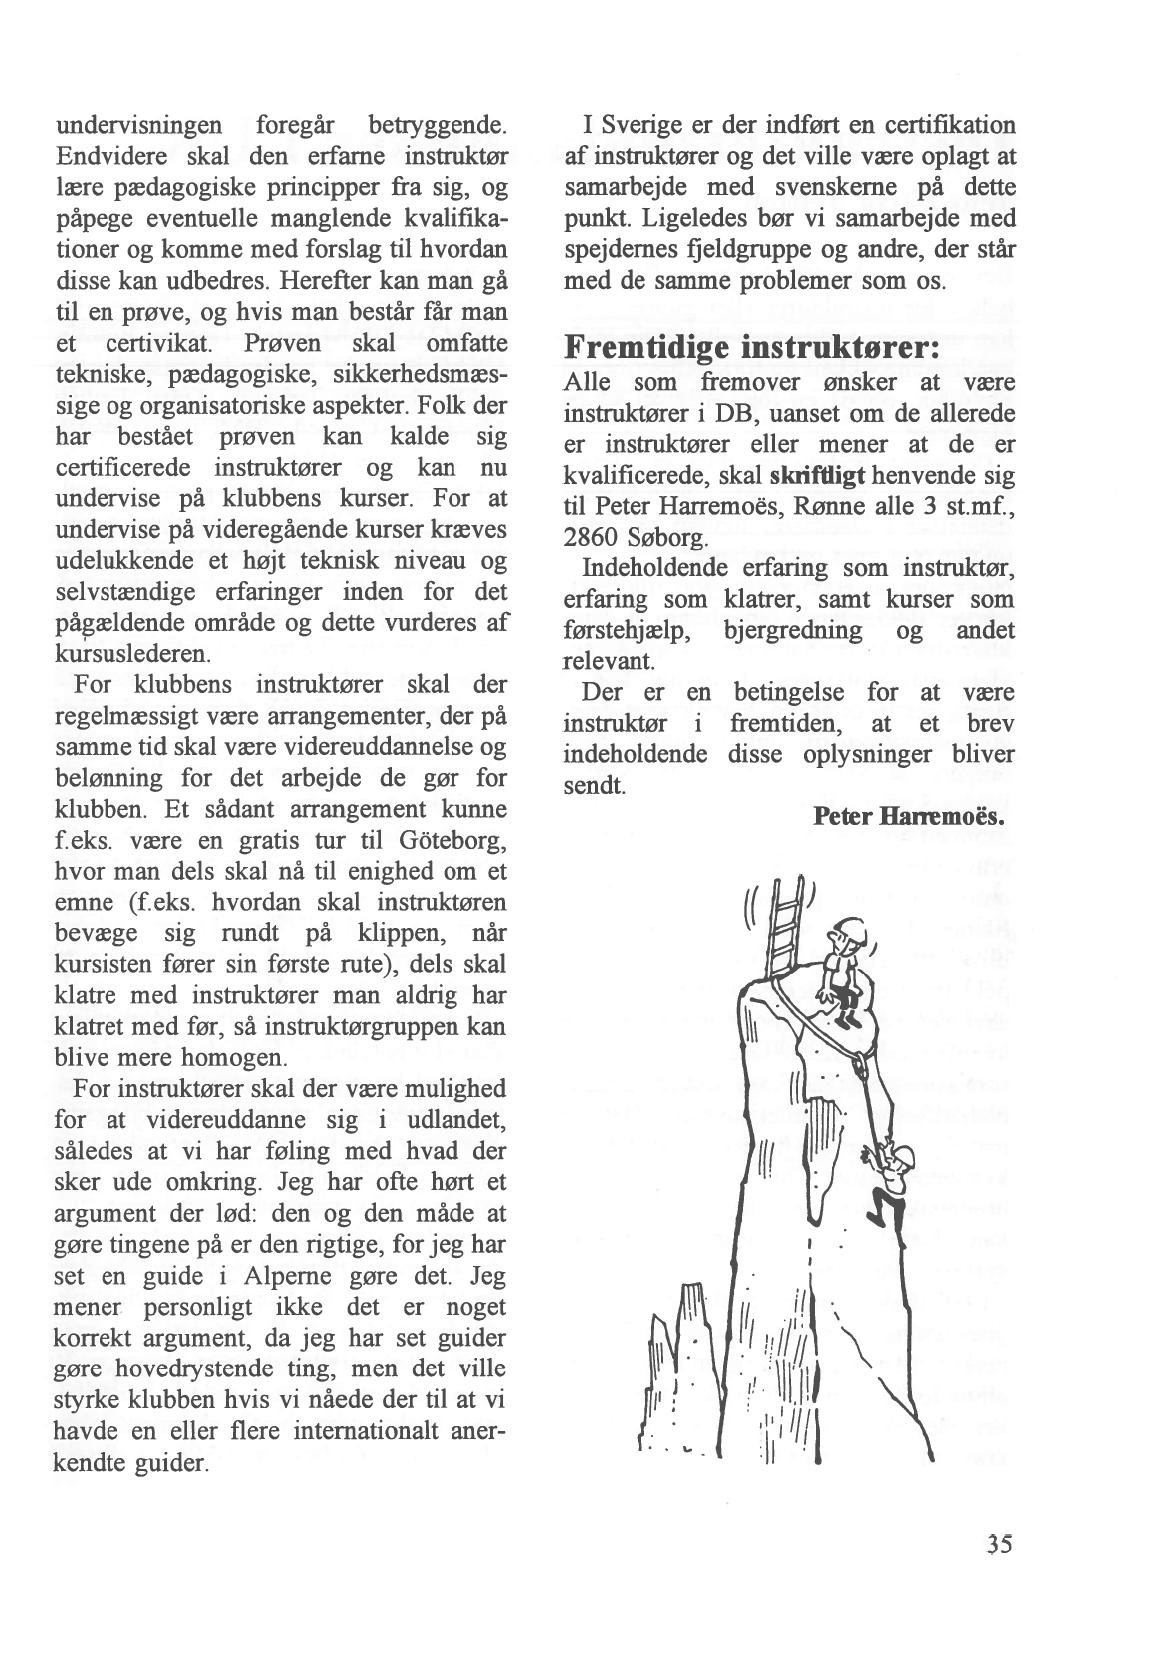 undervisningen foregår betryggende.
Endvidere skal den erfarne instruktør
lære pædagogiske principper fra sig, og
påpege eventuelle manglende kvalifika-
tioner og komme med forslag til hvordan
disse kan udbedres. Herefter kan man gå
til en prøve, og hvis man består får man
et certivikat. Prøven skal omfatte
tekniske, pædagogiske, sikkerhedsmæs-
sige og organisatoriske aspekter. Folk der
har bestået prøven kan kalde sig
certificerede instruktører og kan nu
undervise på klubbens kurser. For at
undervise på videregående kurser kræves
udelukkende et højt teknisk niveau og
selvstændige erfaringer inden for det
pågældende område og dette vurderes af
kursuslederen.
For klubbens instruktører skal der
regelmæssigt være arrangementer, der på
samme tid skal være videreuddannelse og
belønning for det arbejde de gør for
klubben. Et sådant arrangement kunne
f.eks. være en gratis tur til Göteborg,
hvor man dels skal nå til enighed om et
emne (f.eks. hvordan skal instruktøren
bevæge sig rundt på klippen, når
kursisten fører sin første rute), dels skal
klatre med instruktører man aldrig har
klatret med før, så instruktørgruppen kan
blive mere homogen.
For instruktører skal der være mulighed
for at videreuddanne sig i udlandet,
således at vi har føling med hvad der
sker ude omkring. Jeg har ofte hørt et
argument der lød: den og den måde at
gøre tingene på er den rigtige, for jeg har
set en guide i Alperne gøre det. Jeg
mener personligt ikke det er noget
korrekt argument, da jeg har set guider
gøre hovedrystende ting, men det ville
styrke klubben hvis vi nåede der til at vi
havde en eller flere internationalt aner-
kendte guider.
I Sverige er der indført en certifikation
af instruktører og det ville være oplagt at
samarbejde med svenskerne på dette
punkt. Ligeledes bør vi samarbejde med
spejdernes fjeldgruppe og andre, der står
med de samme problemer som os.
Fremtidige instruktører:
Alle som fremover ønsker at være
instruktører i DB, uanset om de allerede
er instruktører eller mener at de er
kvalificerede, skal skriftligt henvende sig
til Peter Harremoës, Rønne alle 3 st.mf.,
2860 Søborg.
Indeholdende erfaring som instruktør,
erfaring som klatrer, samt kurser som
førstehjælp, bjergredning og andet
relevant.
Der er en betingelse for at være
instruktør i fremtiden, at et brev
indeholdende disse oplysninger bliver
sendt.
Peter Harremoës.
35